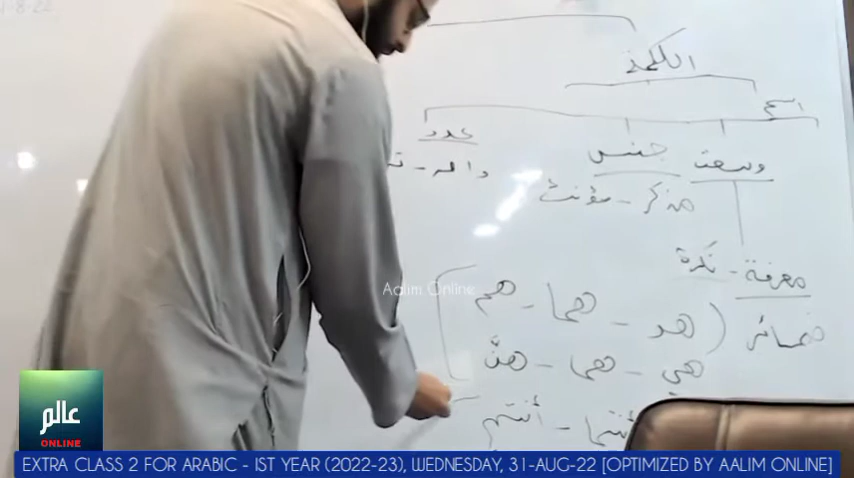 الكلمة
اسم
وسعت جنس عدد
مذكر - مؤنث واحد -
معرفة - نكرة
ضمائر ( هو - هما - هم
هي - هما - هنَّ
أنتما - أنتم
Aalim Online
عالم
ONLINE
EXTRA CLASS 2 FOR ARABIC - IST YEAR (2022-23), WEDNESDAY, 31-AUG-22 [OPTIMIZED BY AALIM ONLINE]